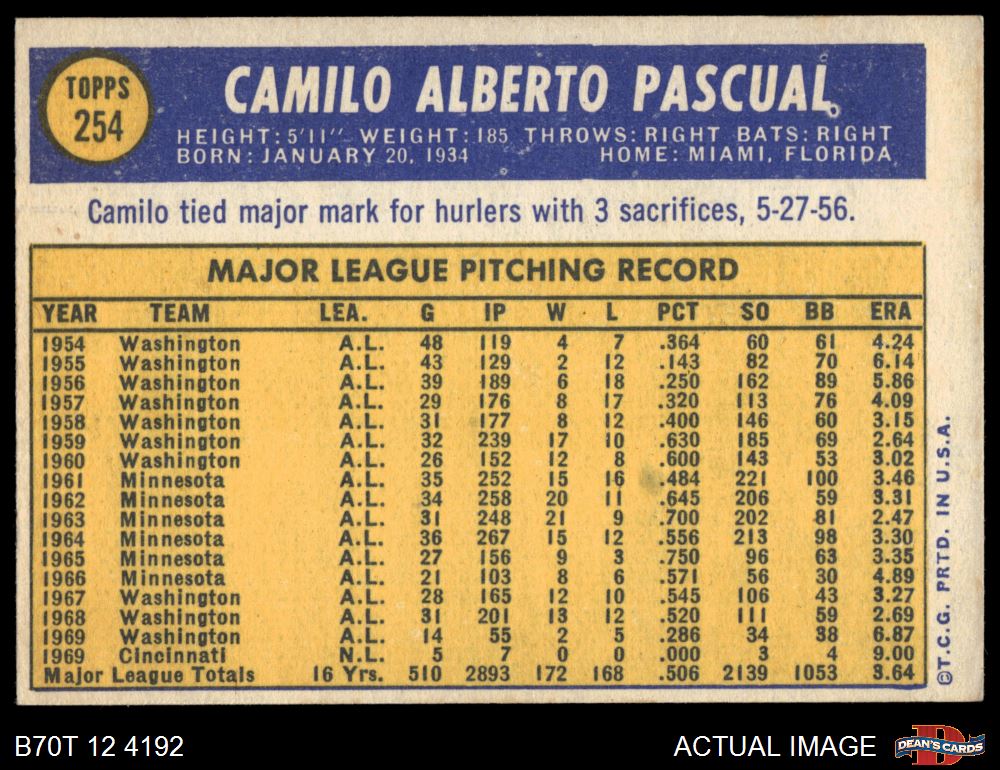 TOPPS
254
CAMILO ALBERTO PASCUAL
HEIGHT: 5'11" WEIGHT: 185 THROWS: RIGHT BATS: RIGHT
BORN: JANUARY 20, 1934 HOME: MIAMI, FLORIDA
Camilo tied major mark for hurlers with 3 sacrifices, 5-27-56.
MAJOR LEAGUE PITCHING RECORD
YEAR TEAM LEA. G IP W L PCT SO BB ERA
1954 Washington A.L. 48 119 4 7 .364 60 61 4.24
1955 Washington A.L. 43 129 2 12 .143 82 70 6.14
1956 Washington A.L. 39 189 6 18 .250 162 89 5.86
1957 Washington A.L. 29 176 8 17 .320 113 76 4.09
1958 Washington A.L. 31 177 8 12 .400 146 60 3.15
1959 Washington A.L. 32 239 17 10 .630 185 69 2.64
1960 Washington A.L. 26 152 12 8 .600 143 53 3.02
1961 Minnesota A.L. 35 252 15 16 .484 221 100 3.46
1962 Minnesota A.L. 34 258 20 11 .645 206 59 3.31
1963 Minnesota A.L. 31 248 21 9 .700 202 81 2.47
1964 Minnesota A.L. 36 267 15 12 .556 213 98 3.30
1965 Minnesota A.L. 27 156 9 3 .750 96 63 3.35
1966 Minnesota A.L. 21 103 8 6 .571 56 30 4.89
1967 Washington A.L. 28 165 12 10 .545 106 43 3.27
1968 Washington A.L. 31 201 13 12 .520 111 59 2.69
1969 Washington A.L. 14 55 2 5 .286 34 38 6.87
1969 Cincinnati N.L. 5 7 0 0 .000 3 4 9.00
Major League Totals 16 Yrs. 510 2893 172 168 .506 2139 1053 3.64
©T.C.G. PRTD. IN U.S.A.
B70T 12 4192
ACTUAL IMAGE
D
DEAN'S CARDS